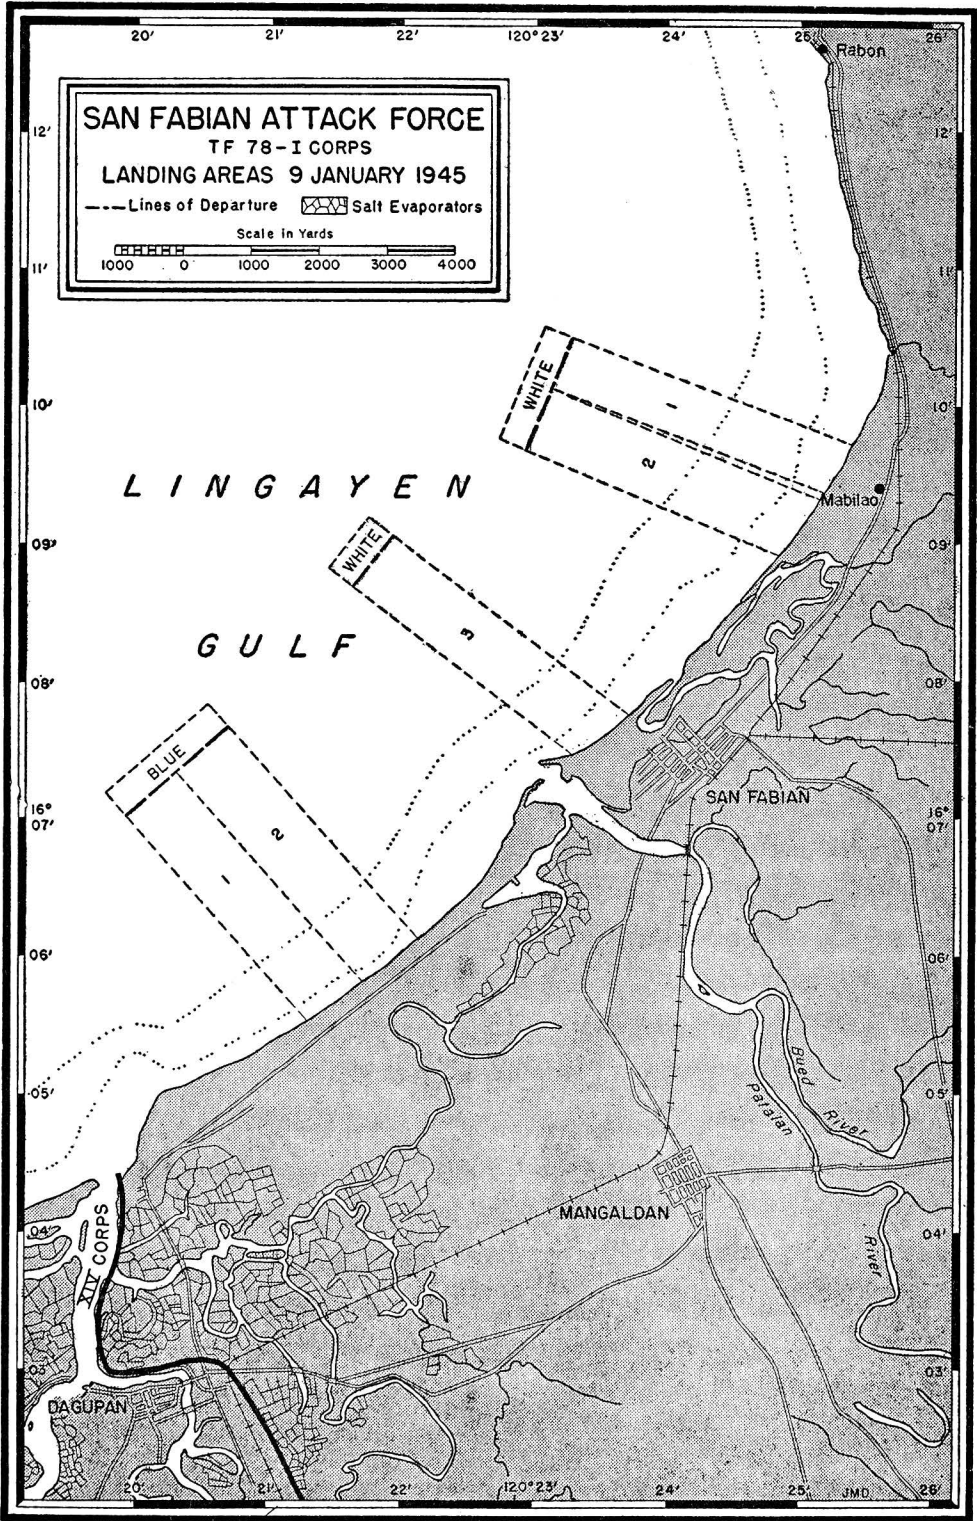 20' 21' 22' 120°23' 24' 25' 26'
Rabon
SAN FABIAN ATTACK FORCE
TF 78-I CORPS
LANDING AREAS 9 JANUARY 1945
Lines of Departure Salt Evaporators
Scale in Yards
1000 0 1000 2000 3000 4000
12' 12'
11' 11'
WHITE
1
10' 10'
2
LINGAYEN
Mabilao
09' 09'
WHITE
3
GULF
08' 08'
BLUE
SAN FABIAN
16° 16°
07' 07'
2
1
06' 06'
05' 05'
Bued
River
Patalan
MANGALDAN
04' 04'
XIV CORPS
River
03' 03'
DAGUPAN
20' 21' 22' 120°23' 24' 25' JMD. 26'